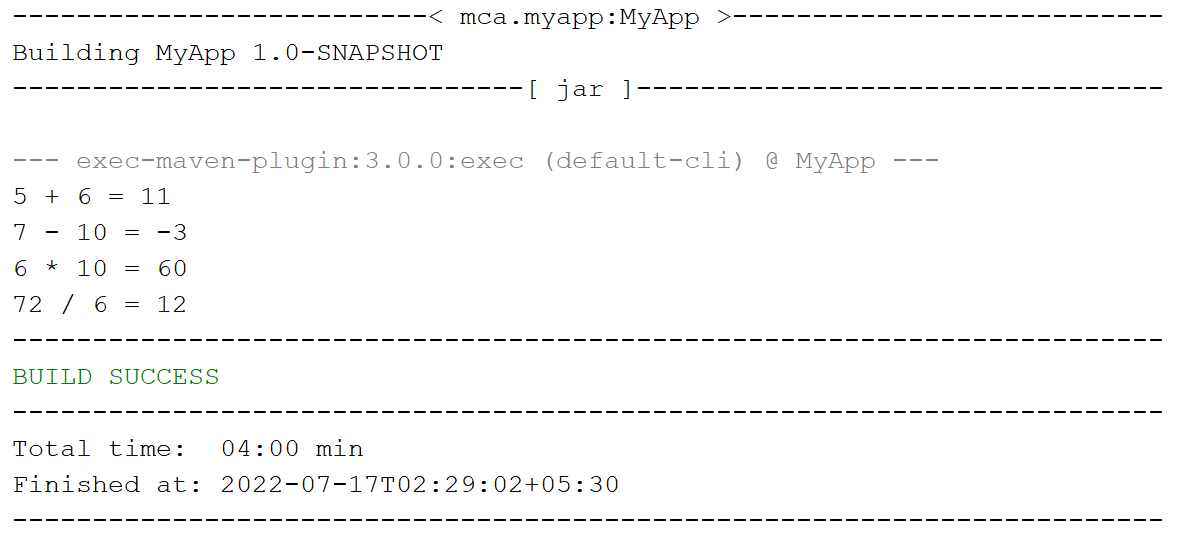 --------------------------< mca.myapp:MyApp >---------------------------
Building MyApp 1.0-SNAPSHOT
--------------------------------[ jar ]---------------------------------
--- exec-maven-plugin:3.0.0:exec (default-cli) @ MyApp ---
5 + 6 = 11
7 - 10 = -3
6 * 10 = 60
72 / 6 = 12
------------------------------------------------------------------------
BUILD SUCCESS
------------------------------------------------------------------------
Total time:  04:00 min
Finished at: 2022-07-17T02:29:02+05:30
------------------------------------------------------------------------